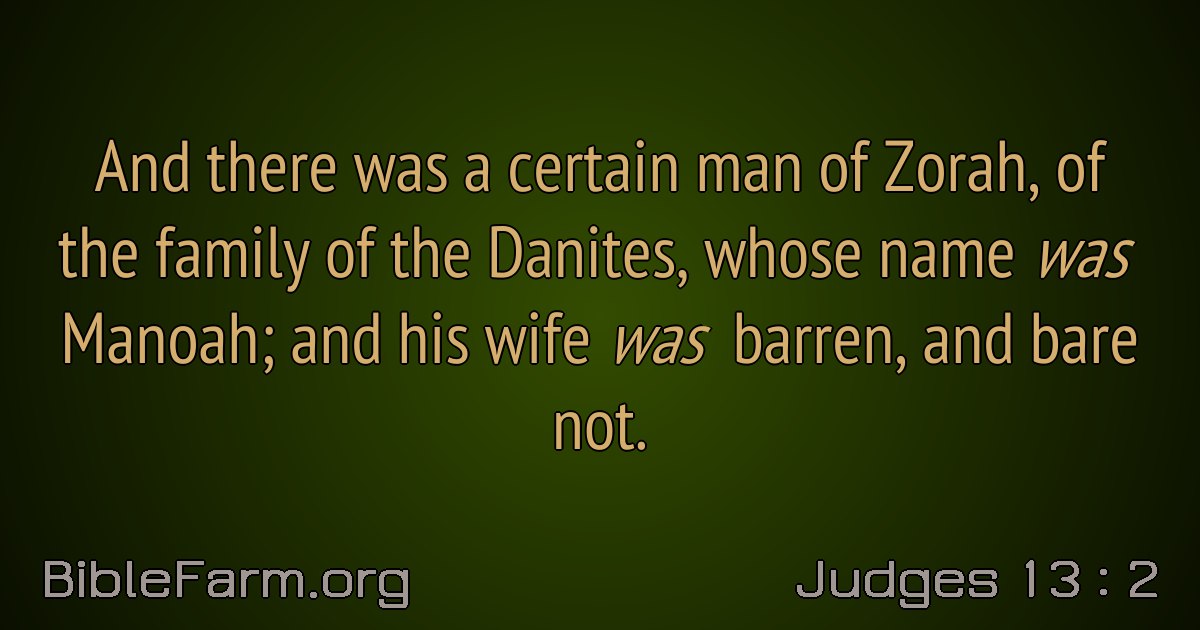 And there was a certain man of Zorah, of
the family of the Danites, whose name was
Manoah; and his wife was barren, and bare
not.
BibleFarm.org
Judges 13 : 2